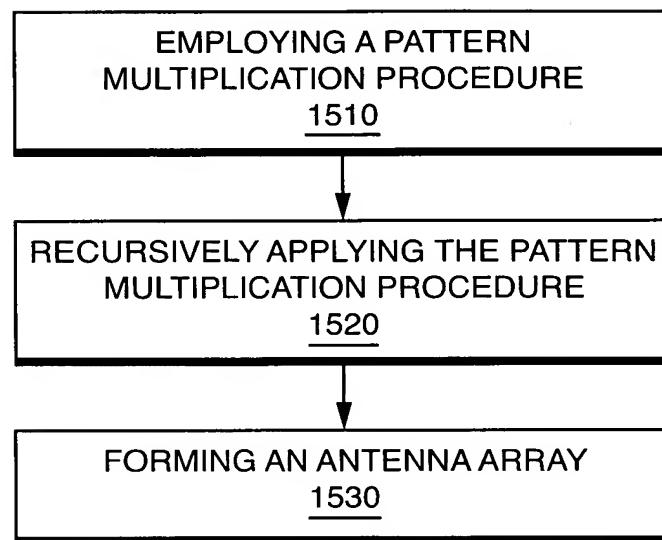 EMPLOYING A PATTERN
MULTIPLICATION PROCEDURE
1510
RECURSIVELY APPLYING THE PATTERN
MULTIPLICATION PROCEDURE
1520
FORMING AN ANTENNA ARRAY
1530